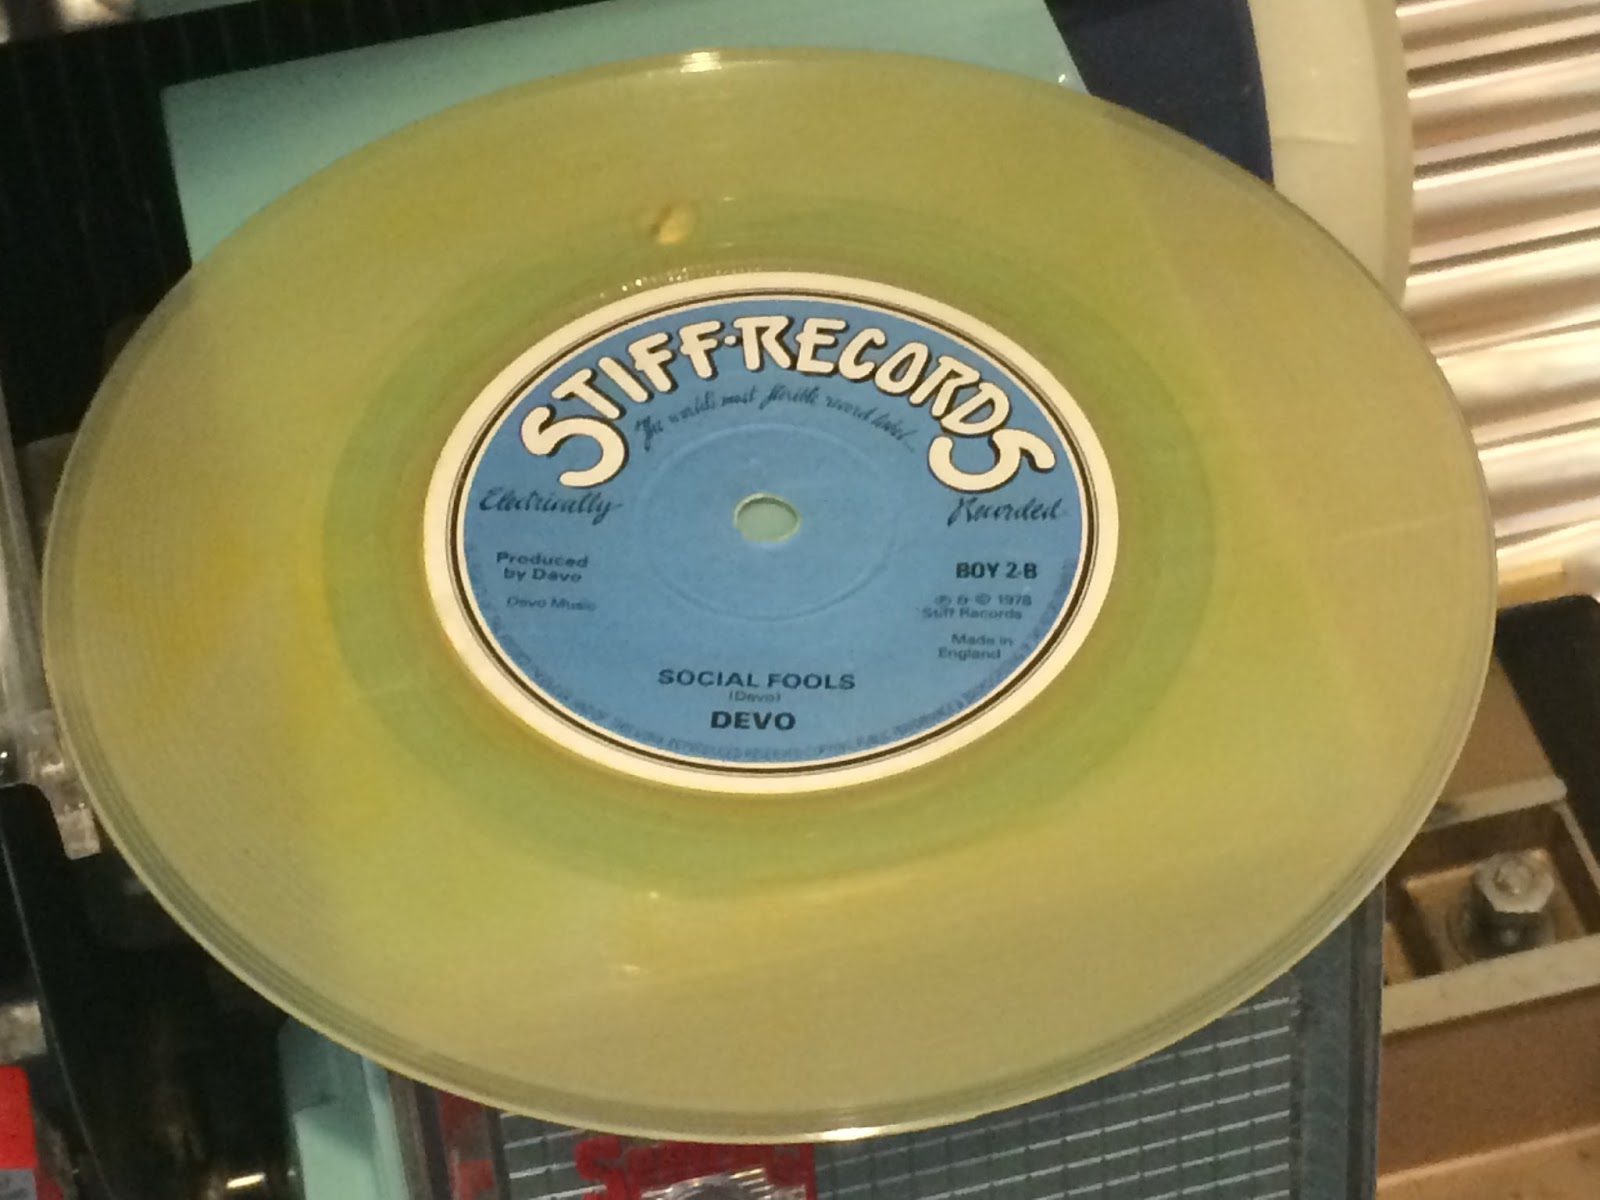 STIFF·RECORDS
The world's most flexible record label...
Electrically Recorded
Produced
by Devo
Devo Music
BOY 2-B
℗ & © 1978
Stiff Records
Made in
England
SOCIAL FOOLS
(Devo)
DEVO